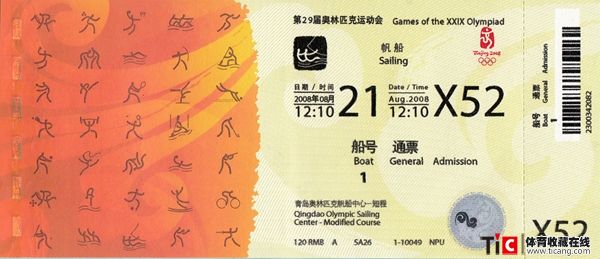 第29届奥林匹克运动会 Games of the XXIX Olympiad
帆船
Sailing
Beijing 2008
日期 / 时间
2008年08月
12:10
21
Date / Time
Aug.2008
12:10
X52
船号 通票
Boat General Admission
1
青岛奥林匹克帆船中心—短程
Qingdao Olympic Sailing
Center - Modified Course
120 RMB A SA26 1-10049 NPU
船号 通票
Boat General Admission
1
2300342082
X52
TiC 体育收藏在线
www.ticang.com